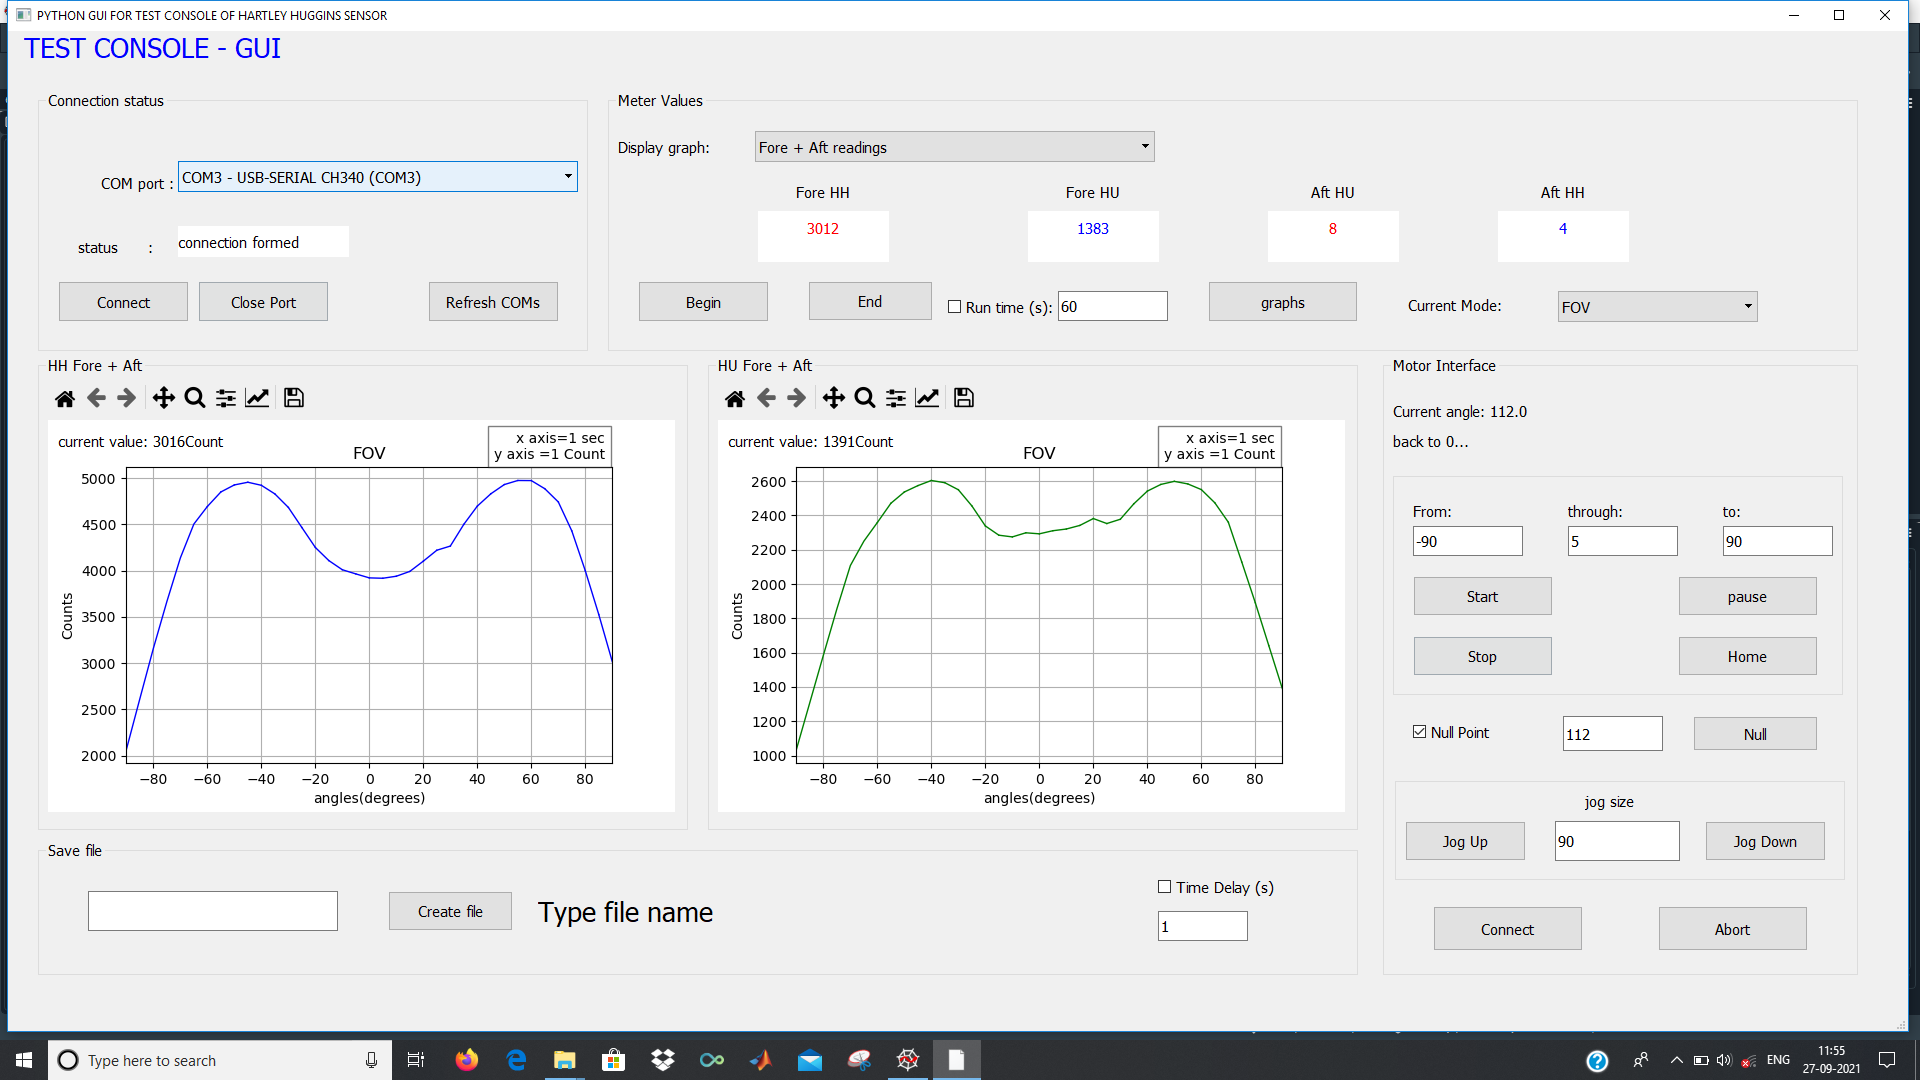 PYTHON GUI FOR TEST CONSOLE OF HARTLEY HUGGINS SENSOR
TEST CONSOLE - GUI
Connection status
COM port :
COM3 - USB-SERIAL CH340 (COM3)
status :
connection formed
Connect
Close Port
Refresh COMs
Meter Values
Display graph:
Fore + Aft readings
Fore HH
Fore HU
Aft HU
Aft HH
3012
1383
8
4
Begin
End
Run time (s):
60
graphs
Current Mode:
FOV
HH Fore + Aft
current value: 3016Count
FOV
x axis=1 sec
y axis =1 Count
5000
4500
4000
3500
3000
2500
2000
Counts
−80 −60 −40 −20 0 20 40 60 80
angles(degrees)
HU Fore + Aft
current value: 1391Count
FOV
x axis=1 sec
y axis =1 Count
2600
2400
2200
2000
1800
1600
1400
1200
1000
Counts
−80 −60 −40 −20 0 20 40 60 80
angles(degrees)
Motor Interface
Current angle: 112.0
back to 0...
From:
through:
to:
-90
5
90
Start
pause
Stop
Home
Null Point
112
Null
jog size
Jog Up
90
Jog Down
Connect
Abort
Save file
Create file
Type file name
Time Delay (s)
1
Type here to search
ENG
11:55
27-09-2021